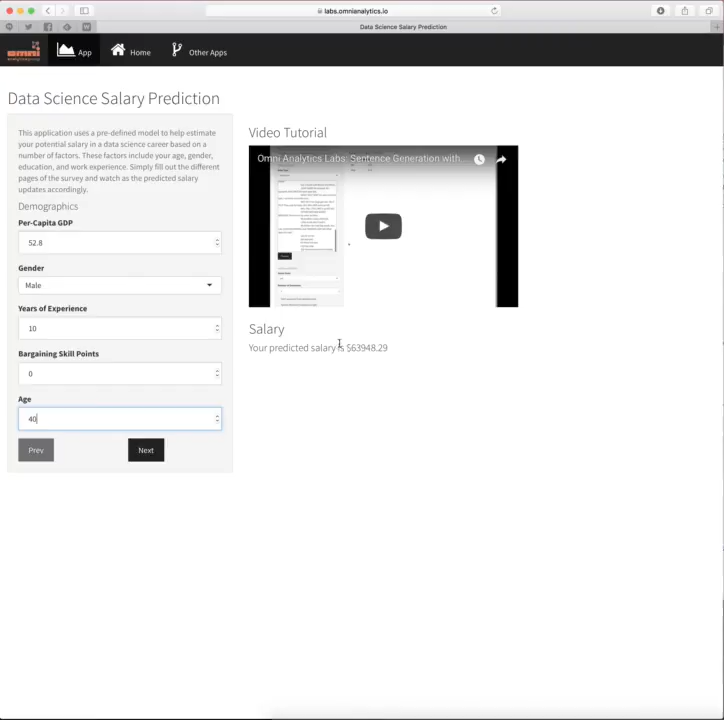 labs.omnianalytics.io
Data Science Salary Prediction
omni
App
Home
Other Apps
Data Science Salary Prediction
This application uses a pre-defined model to help estimate
your potential salary in a data science career based on a
number of factors. These factors include your age, gender,
education, and work experience. Simply fill out the different
pages of the survey and watch as the predicted salary
updates accordingly.
Demographics
Per-Capita GDP
52.8
Gender
Male
Years of Experience
10
Bargaining Skill Points
0
Age
40
Prev
Next
Video Tutorial
Omni Analytics Labs: Sentence Generation with...
Salary
Your predicted salary is $63948.29